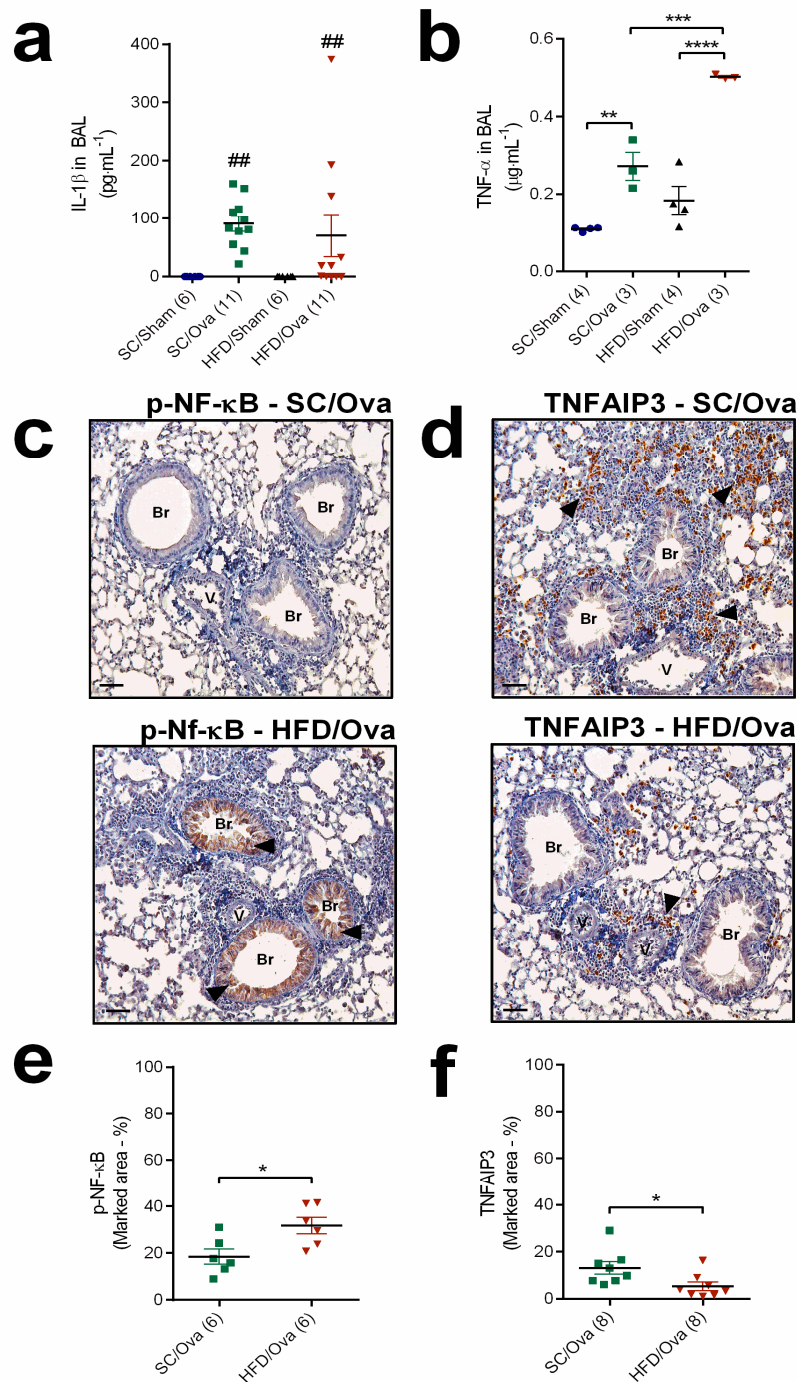 a
IL-1β in BAL
(pg·mL-1)
400
300
200
100
0
##
##
SC/Sham (6)
SC/Ova (11)
HFD/Sham (6)
HFD/Ova (11)
b
TNF-α in BAL
(µg·mL-1)
0.6
0.4
0.2
0.0
**
***
****
SC/Sham (4)
SC/Ova (3)
HFD/Sham (4)
HFD/Ova (3)
c
p-NF-κB - SC/Ova
Br
Br
V
Br
p-Nf-κB - HFD/Ova
Br
V
Br
Br
d
TNFAIP3 - SC/Ova
Br
Br
V
TNFAIP3 - HFD/Ova
Br
V
V
Br
e
p-NF-κB
(Marked area - %)
100
80
60
40
20
0
*
SC/Ova (6)
HFD/Ova (6)
f
TNFAIP3
(Marked area - %)
100
80
60
40
20
0
*
SC/Ova (8)
HFD/Ova (8)